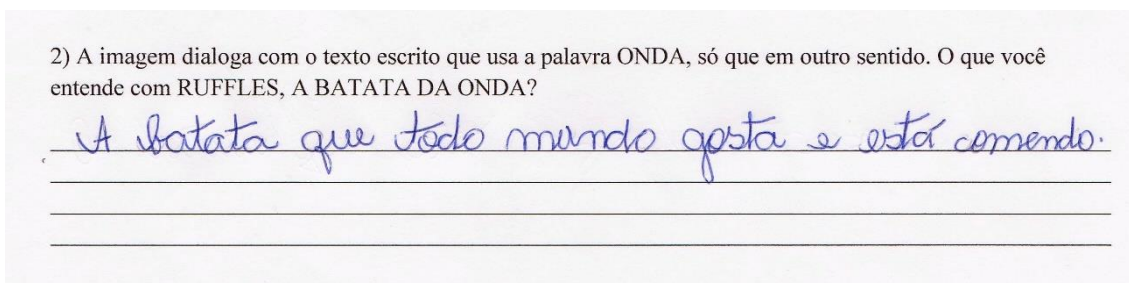 2) A imagem dialoga com o texto escrito que usa a palavra ONDA, só que em outro sentido. O que você
entende com RUFFLES, A BATATA DA ONDA?
A batata que todo mundo gosta e está comendo.